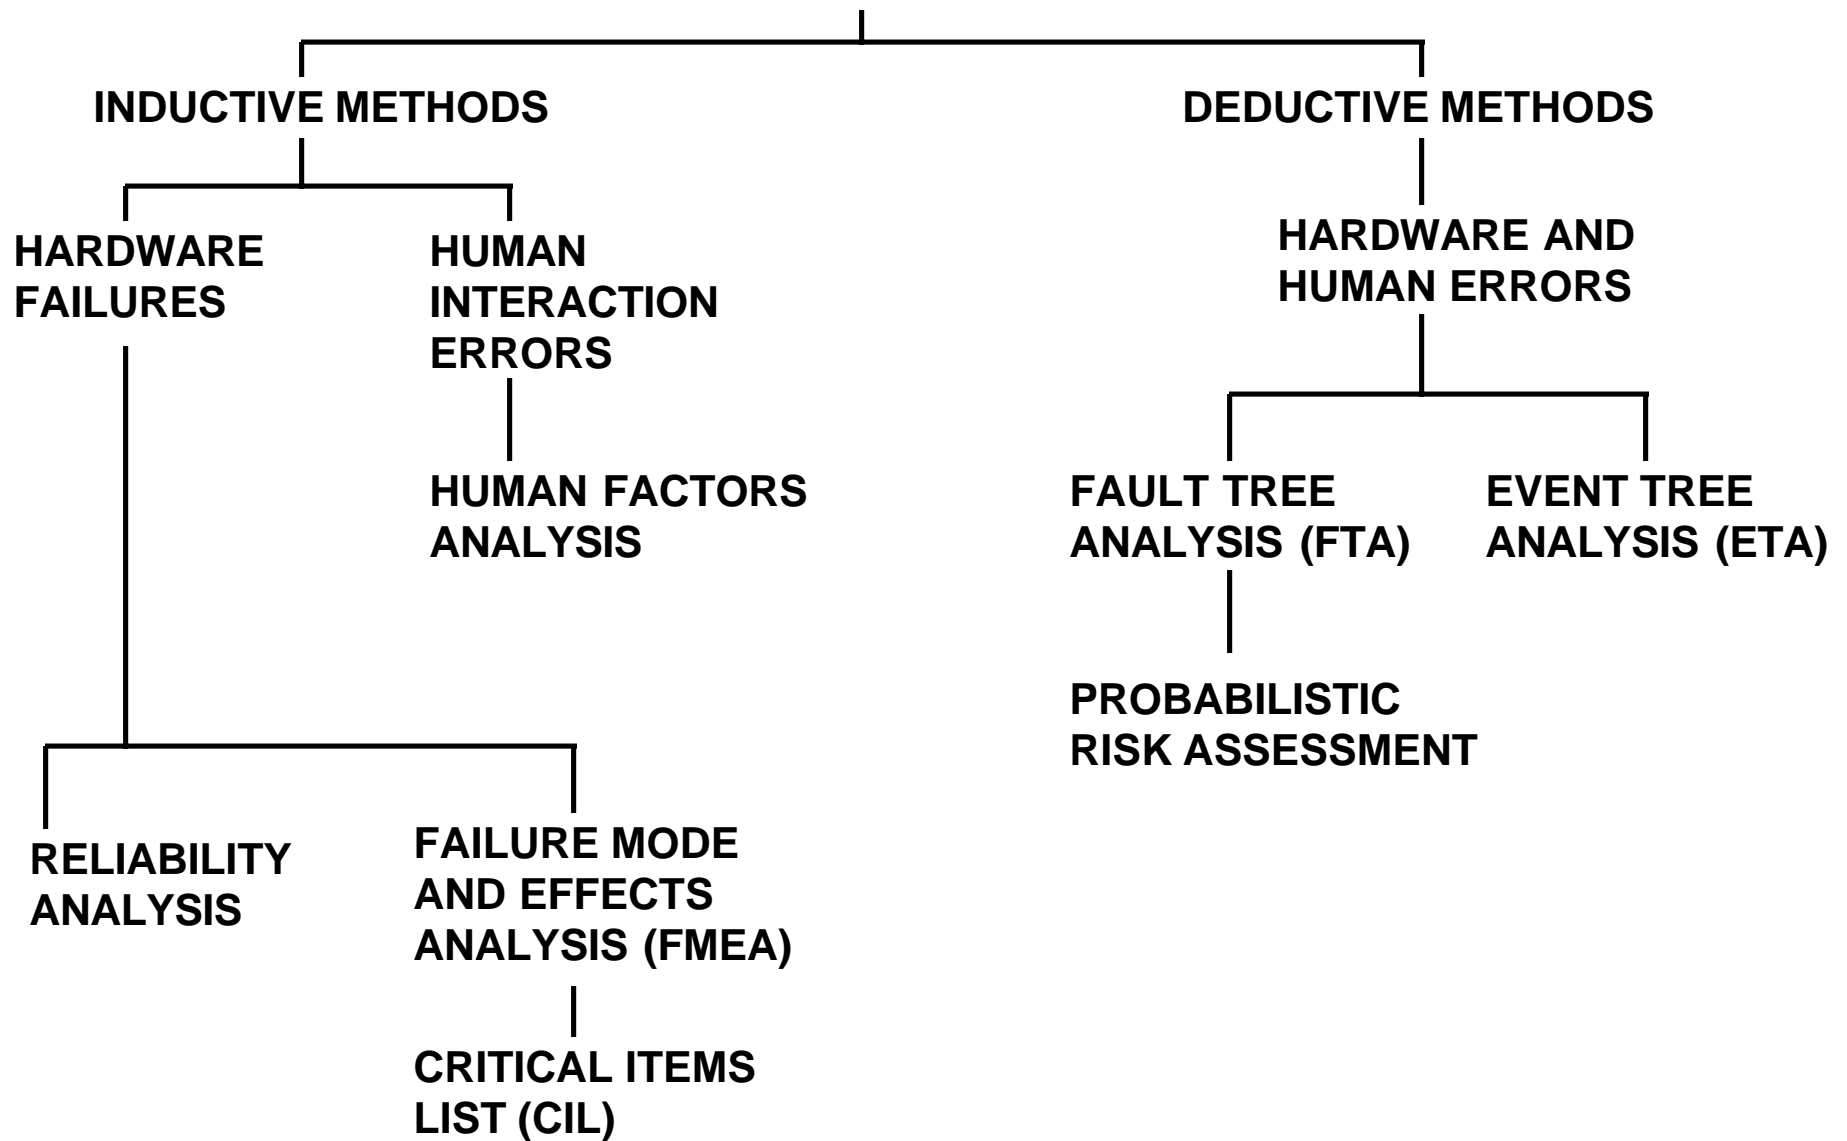 INDUCTIVE METHODS
DEDUCTIVE METHODS
HARDWARE
FAILURES
HUMAN
INTERACTION
ERRORS
HARDWARE AND
HUMAN ERRORS
HUMAN FACTORS
ANALYSIS
FAULT TREE
ANALYSIS (FTA)
EVENT TREE
ANALYSIS (ETA)
PROBABILISTIC
RISK ASSESSMENT
RELIABILITY
ANALYSIS
FAILURE MODE
AND EFFECTS
ANALYSIS (FMEA)
CRITICAL ITEMS
LIST (CIL)